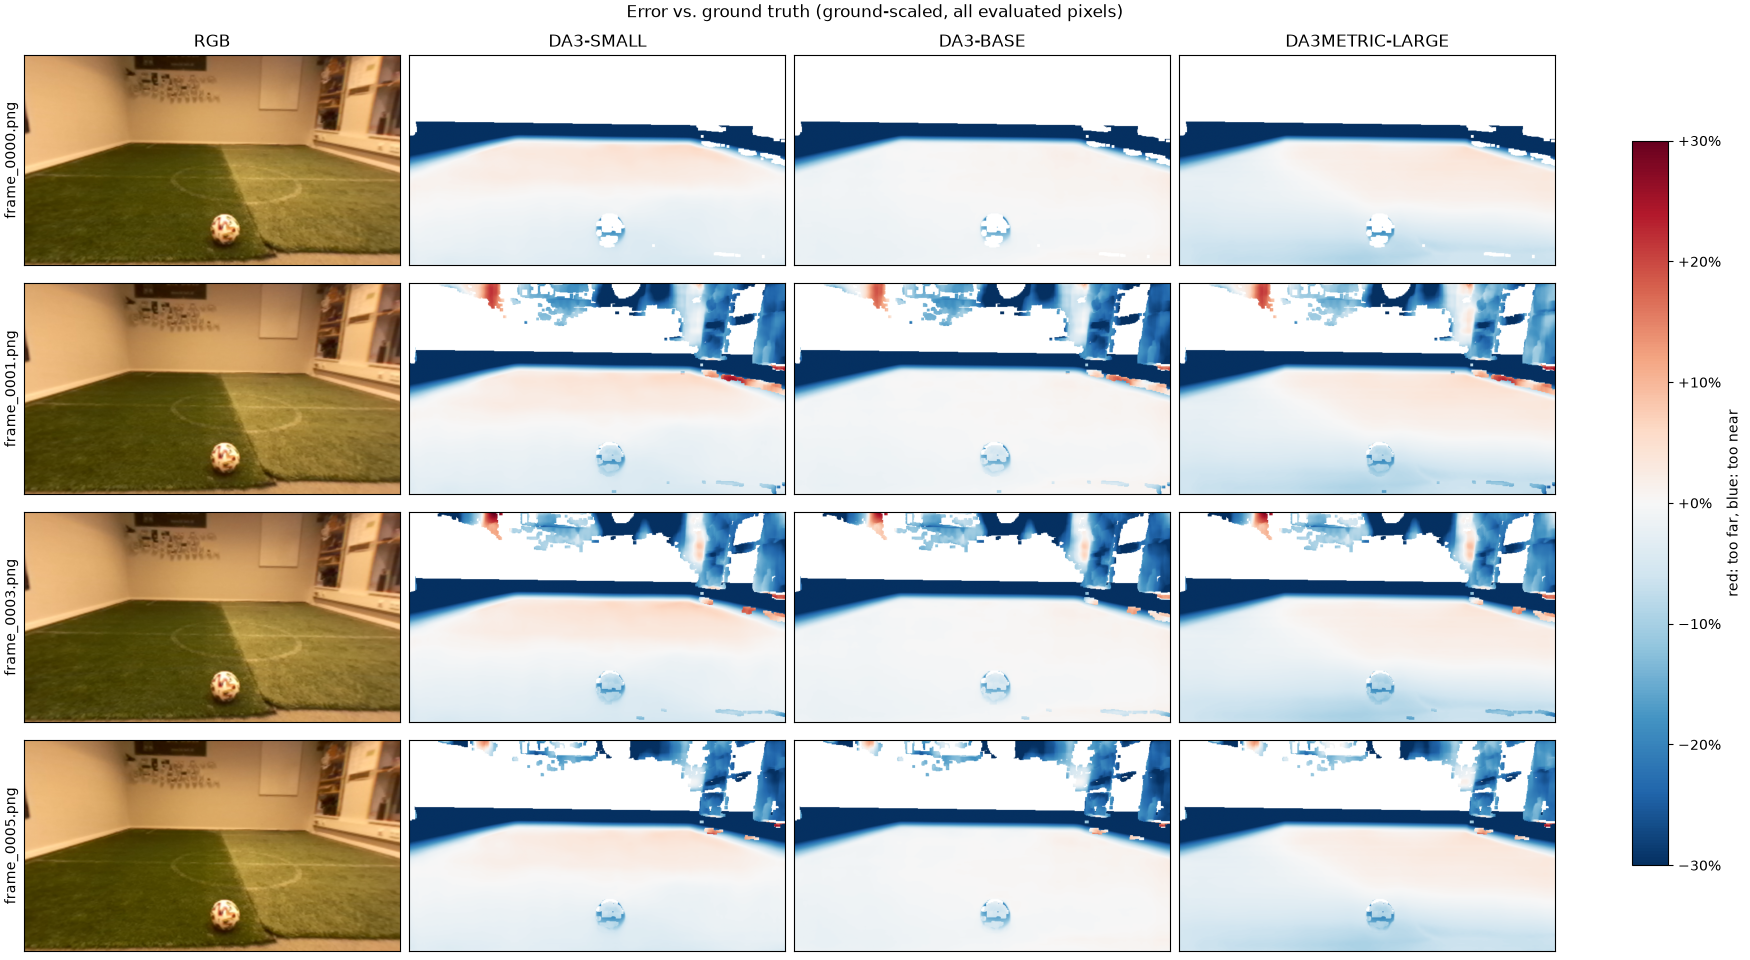 Error vs. ground truth (ground-scaled, all evaluated pixels)
RGB
DA3-SMALL
DA3-BASE
DA3METRIC-LARGE
frame_0000.png
frame_0001.png
frame_0003.png
frame_0005.png
+30%
+20%
+10%
+0%
−10%
−20%
−30%
red: too far, blue: too near